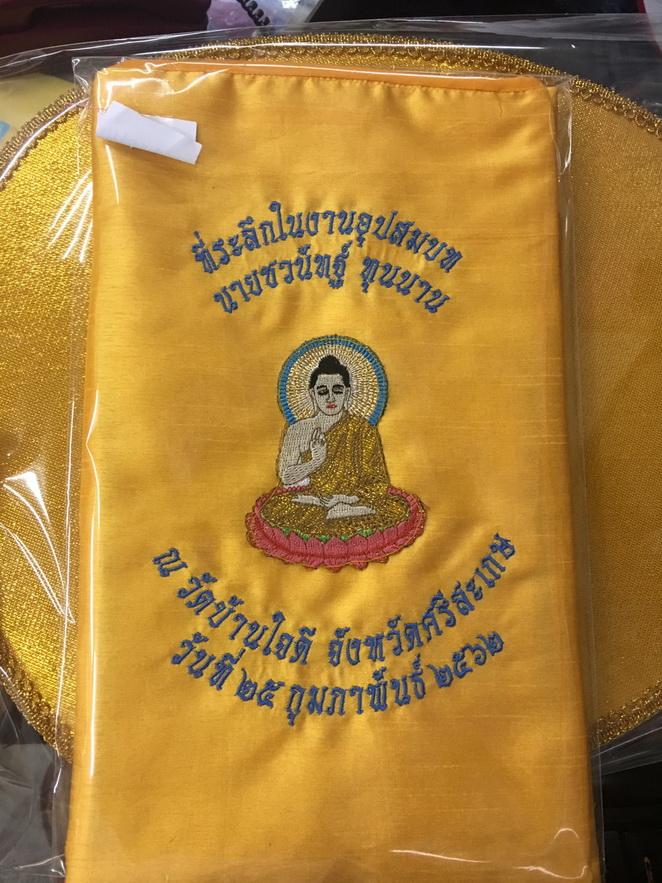 ที่ระลึกในงานอุปสมบท
นายชวนัทฐ์ ทุนนาน
ณ วัดบ้านใจดี จังหวัดศรีสะเกษ
วันที่ ๒๕ กุมภาพันธ์ ๒๕๖๒